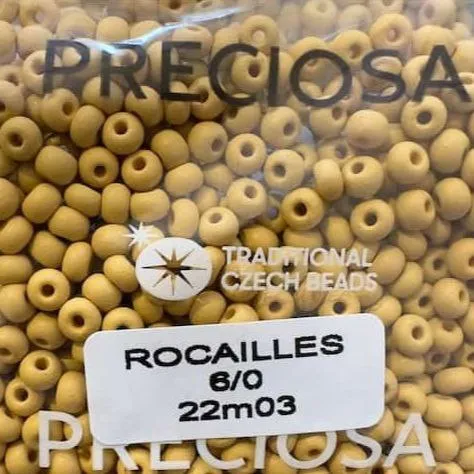 PRECIOSA
TRADITIONAL
CZECH BEADS
ROCAILLES
6/0
22m03
PRECIOSA